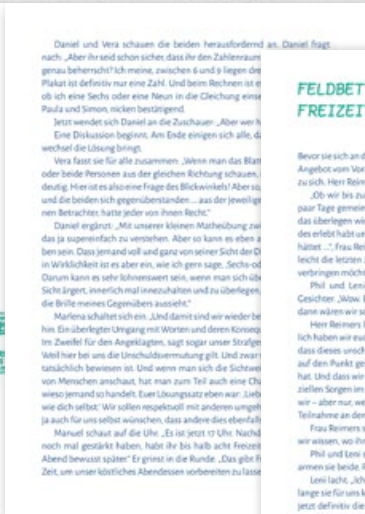 Daniel und Vera schauen die beiden herausfordernd an. Daniel fragt
nach: „Aber ihr seid schon sicher, dass ihr den Zahlenraum
genau beherrscht? Ich meine, zwischen 6 und 9 liegen dre
Plakat ist definitiv nur eine Zahl. Und beim Rechnen ist e
ob ich eine Sechs oder eine Neun in die Gleichung einse
Paula und Simon, nicken bestätigend.
Jetzt wendet sich Daniel an die Zuschauer: „Aber wer h
Eine Diskussion beginnt. Am Ende einigen sich alle, da
wechsel die Lösung bringt.
Vera fasst sie für alle zusammen: „Wenn man das Blat
oder beide Personen aus der gleichen Richtung schauen,
deutig. Hier ist es also eine Frage des Blickwinkels! Aber so
und die beiden sich gegenüberstanden ... aus der jeweilig
nen Betrachter, hatte jeder von ihnen Recht.“
Daniel ergänzt: „Mit unserer kleinen Matheübung zw
das ja supereinfach zu verstehen. Aber so kann es eben a
ben sein. Dass jemand voll und ganz von seiner Sicht der D
in Wirklichkeit ist es aber ein, wie ich gern sage, ‚Sechs-od
Darum kann es sehr lohnenswert sein, wenn man sich üb
Sicht ärgert, innerlich mal innezuhalten und zu überlegen,
die Brille meines Gegenübers aussieht.“
Marlena schaltet sich ein. „Und damit sind wir wieder be
hin. Ein überlegter Umgang mit Worten und deren Konseq
Im Zweifel für den Angeklagten, sagt sogar unser Strafge
Weil hier bei uns die Unschuldsvermutung gilt. Und zwar
tatsächlich bewiesen ist. Und wenn man sich die Sichtwe
von Menschen anschaut, hat man zum Teil auch eine Cha
wieso jemand so handelt. Euer Lösungssatz eben war: ‚Lieb
wie dich selbst.‘ Wir sollen respektvoll mit anderen umgeh
ja auch für uns selbst wünschen, dass andere dies ebenfall
Manuel schaut auf die Uhr. „Es ist jetzt 17 Uhr. Nachd
noch mal gestärkt haben, habt ihr bis halb acht Freizeit
Abend bewusst später.“ Er grinst in die Runde. „Das gibt
Zeit, um unser köstliches Abendessen vorbereiten zu lasse
FELDBET
FREIZEI
Bevor sie sich an d
Angebot vom Vor
zu sich. Herr Reim
„Ob wir bis zu
paar Tage gemein
das überlegen wi
des erlebt habt ue
hättet ...“, Frau Rei
leicht die letzten
verbringen möch
Phil und Leni
Gesichter. „Wow.
dann wären wir so
Herr Reimers
lich haben wir euc
dass dieses unsch
auf den Punkt ge
hat. Und dass wir
ziellen Sorgen im
wir – aber nur, we
Teilnahme an der
Frau Reimers
wir wissen, wo ih
Phil und Leni s
armen sie beide.
Leni lacht. „Ich
lange sie für uns k
jetzt definitiv die